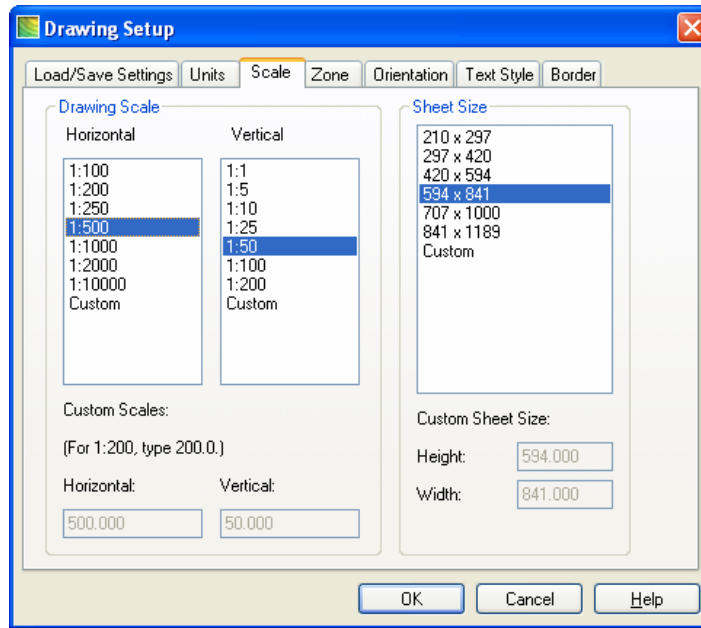 Drawing Setup
Load/Save Settings Units Scale Zone Orientation Text Style Border
Drawing Scale
Horizontal Vertical
1:100
1:200
1:250
1:500
1:1000
1:2000
1:10000
Custom
1:1
1:5
1:10
1:25
1:50
1:100
1:200
Custom
Custom Scales:
(For 1:200, type 200.0.)
Horizontal: Vertical:
500.000 50.000
Sheet Size
210 x 297
297 x 420
420 x 594
594 x 841
707 x 1000
841 x 1189
Custom
Custom Sheet Size:
Height: 594.000
Width: 841.000
OK Cancel Help